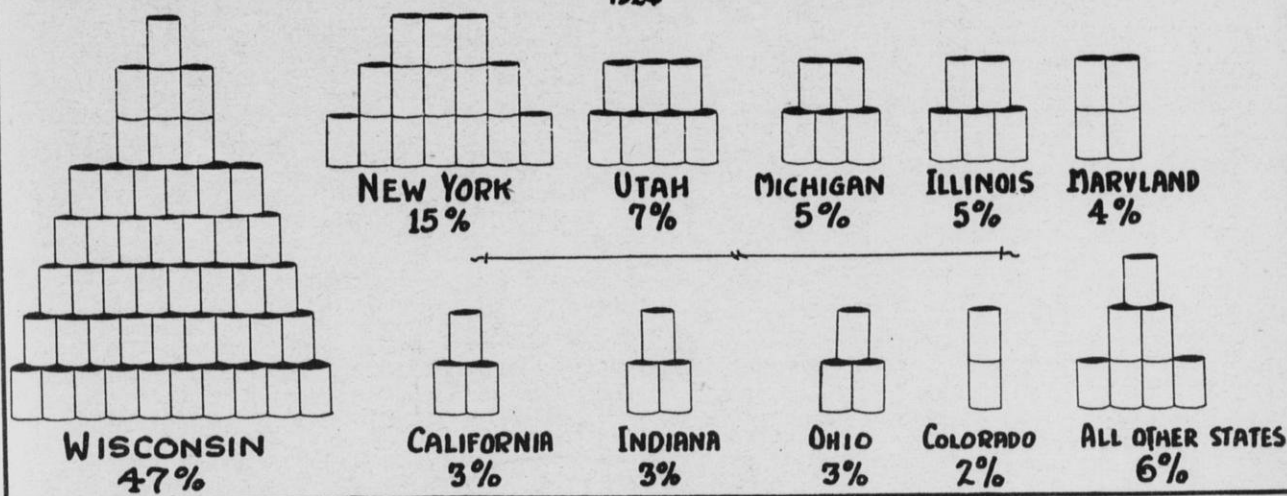 NEW YORK
15%
UTAH
7%
MICHIGAN
5%
ILLINOIS
5%
MARYLAND
4%
WISCONSIN
47%
CALIFORNIA
3%
INDIANA
3%
OHIO
3%
COLORADO
2%
ALL OTHER STATES
6%